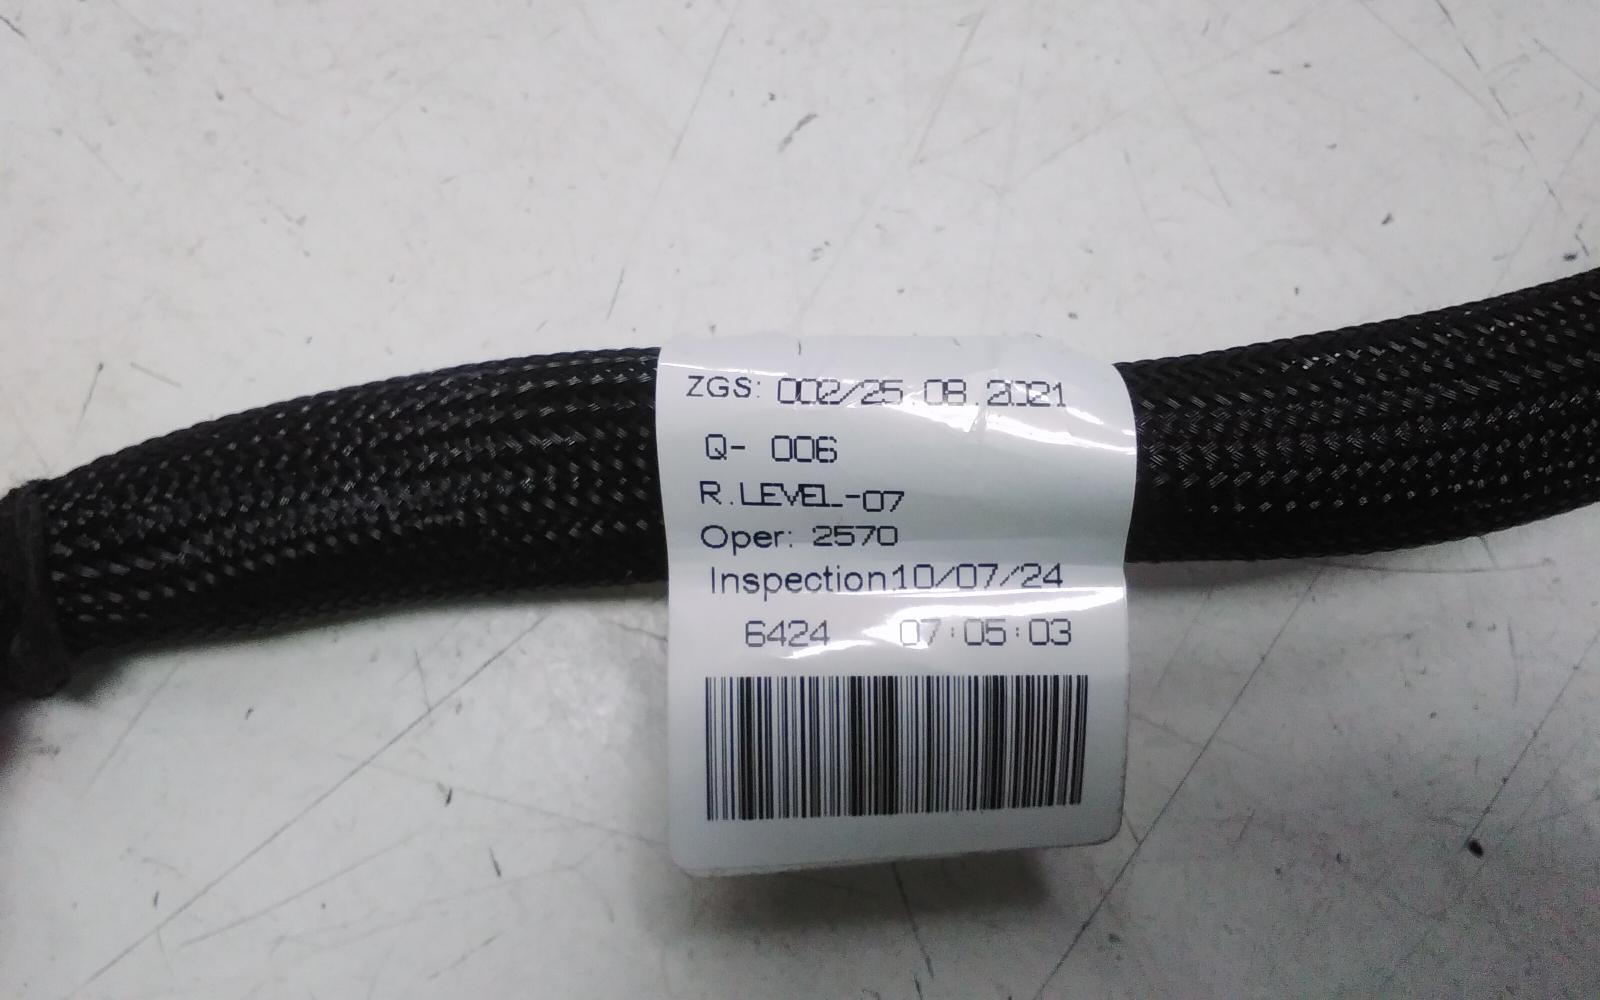 ZGS: 002/25.08.2021
Q- 006
R.LEVEL-07
Oper: 2570
Inspection10/07/24
6424 07:05:03